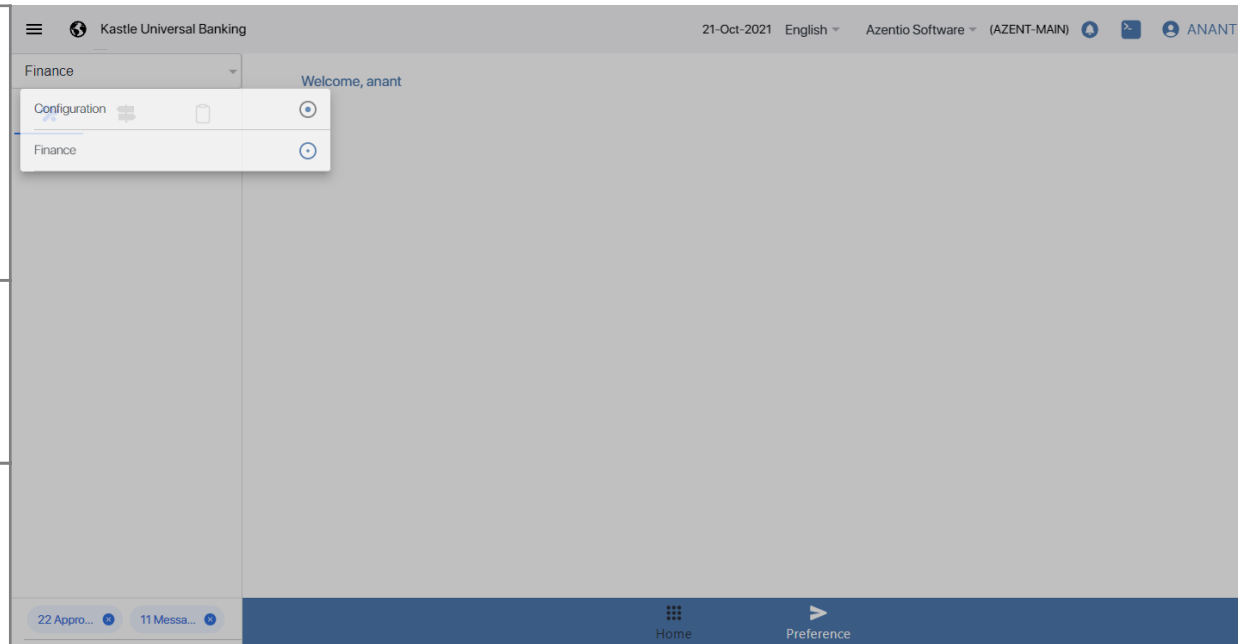 Kastle Universal Banking 21-Oct-2021 English Azentio Software (AZENT-MAIN) ANANT
Finance
Welcome, anant
Configuration
Finance
22 Appro... 11 Messa...
Home Preference